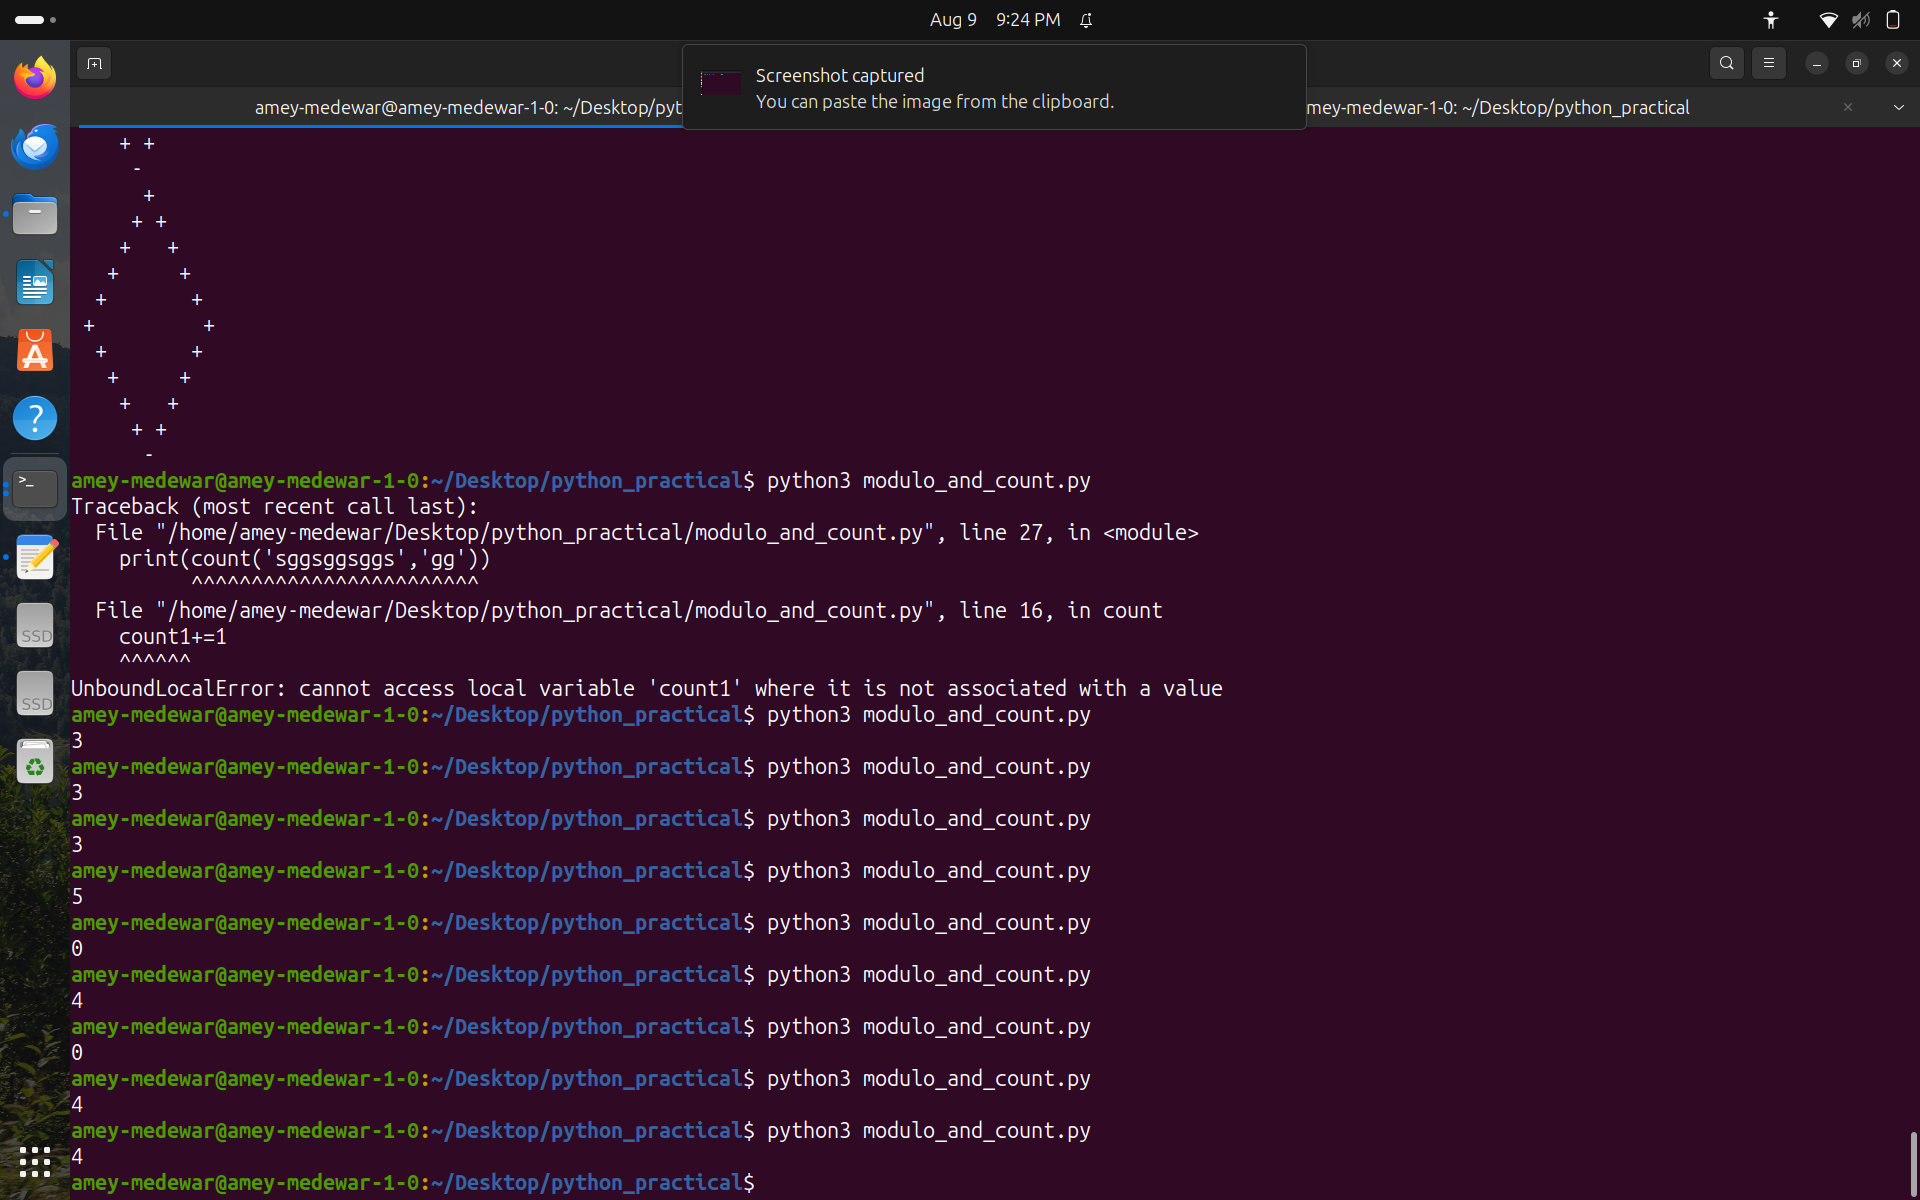 Aug 9 9:24 PM
Screenshot captured
You can paste the image from the clipboard.
amey-medewar@amey-medewar-1-0: ~/Desktop/pyt
mey-medewar-1-0: ~/Desktop/python_practical
+ +
-
+
+ +
+ +
+ +
+ +
+ +
+ +
+ +
+ +
+ +
-
amey-medewar@amey-medewar-1-0:~/Desktop/python_practical$ python3 modulo_and_count.py
Traceback (most recent call last):
File "/home/amey-medewar/Desktop/python_practical/modulo_and_count.py", line 27, in <module>
print(count('sggsggsggs','gg'))
^^^^^^^^^^^^^^^^^^^^^^^^
File "/home/amey-medewar/Desktop/python_practical/modulo_and_count.py", line 16, in count
count1+=1
^^^^^^
UnboundLocalError: cannot access local variable 'count1' where it is not associated with a value
amey-medewar@amey-medewar-1-0:~/Desktop/python_practical$ python3 modulo_and_count.py
3
amey-medewar@amey-medewar-1-0:~/Desktop/python_practical$ python3 modulo_and_count.py
3
amey-medewar@amey-medewar-1-0:~/Desktop/python_practical$ python3 modulo_and_count.py
3
amey-medewar@amey-medewar-1-0:~/Desktop/python_practical$ python3 modulo_and_count.py
5
amey-medewar@amey-medewar-1-0:~/Desktop/python_practical$ python3 modulo_and_count.py
0
amey-medewar@amey-medewar-1-0:~/Desktop/python_practical$ python3 modulo_and_count.py
4
amey-medewar@amey-medewar-1-0:~/Desktop/python_practical$ python3 modulo_and_count.py
0
amey-medewar@amey-medewar-1-0:~/Desktop/python_practical$ python3 modulo_and_count.py
4
amey-medewar@amey-medewar-1-0:~/Desktop/python_practical$ python3 modulo_and_count.py
4
amey-medewar@amey-medewar-1-0:~/Desktop/python_practical$
SSD
SSD